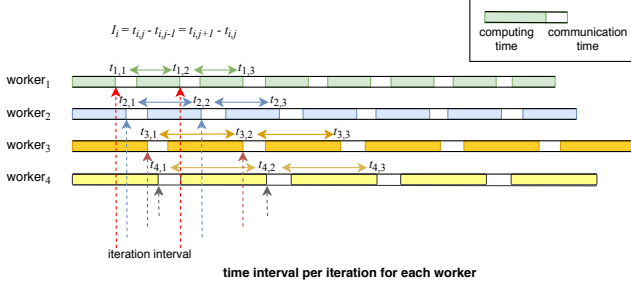 I_i = t_{i,j} - t_{i,j-1} = t_{i,j+1} - t_{i,j}
computing time
communication time
t_{1,1} t_{1,2} t_{1,3}
worker_1
t_{2,1} t_{2,2} t_{2,3}
worker_2
t_{3,1} t_{3,2} t_{3,3}
worker_3
t_{4,1} t_{4,2} t_{4,3}
worker_4
iteration interval
time interval per iteration for each worker